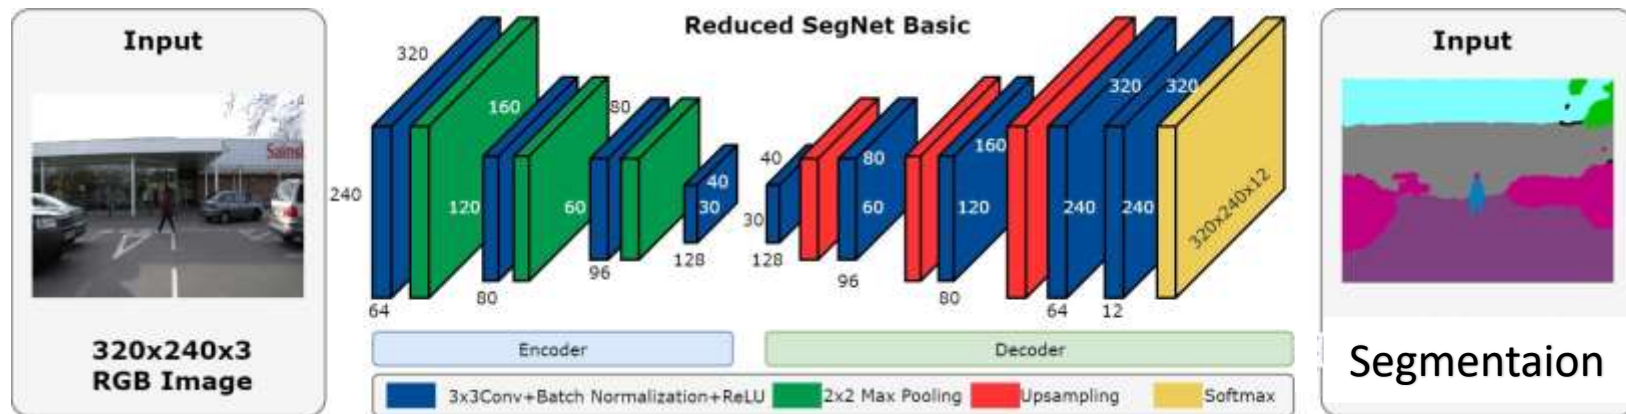 Input
Sains
320x240x3
RGB Image
Reduced SegNet Basic
320
240
64
120
160
80
60
80
96
40
30
128
40
30
128
80
60
96
160
120
80
320
240
64
320
240
12
320x240x12
Encoder
Decoder
3x3Conv+Batch Normalization+ReLU
2x2 Max Pooling
Upsampling
Softmax
Input
Segmentaion